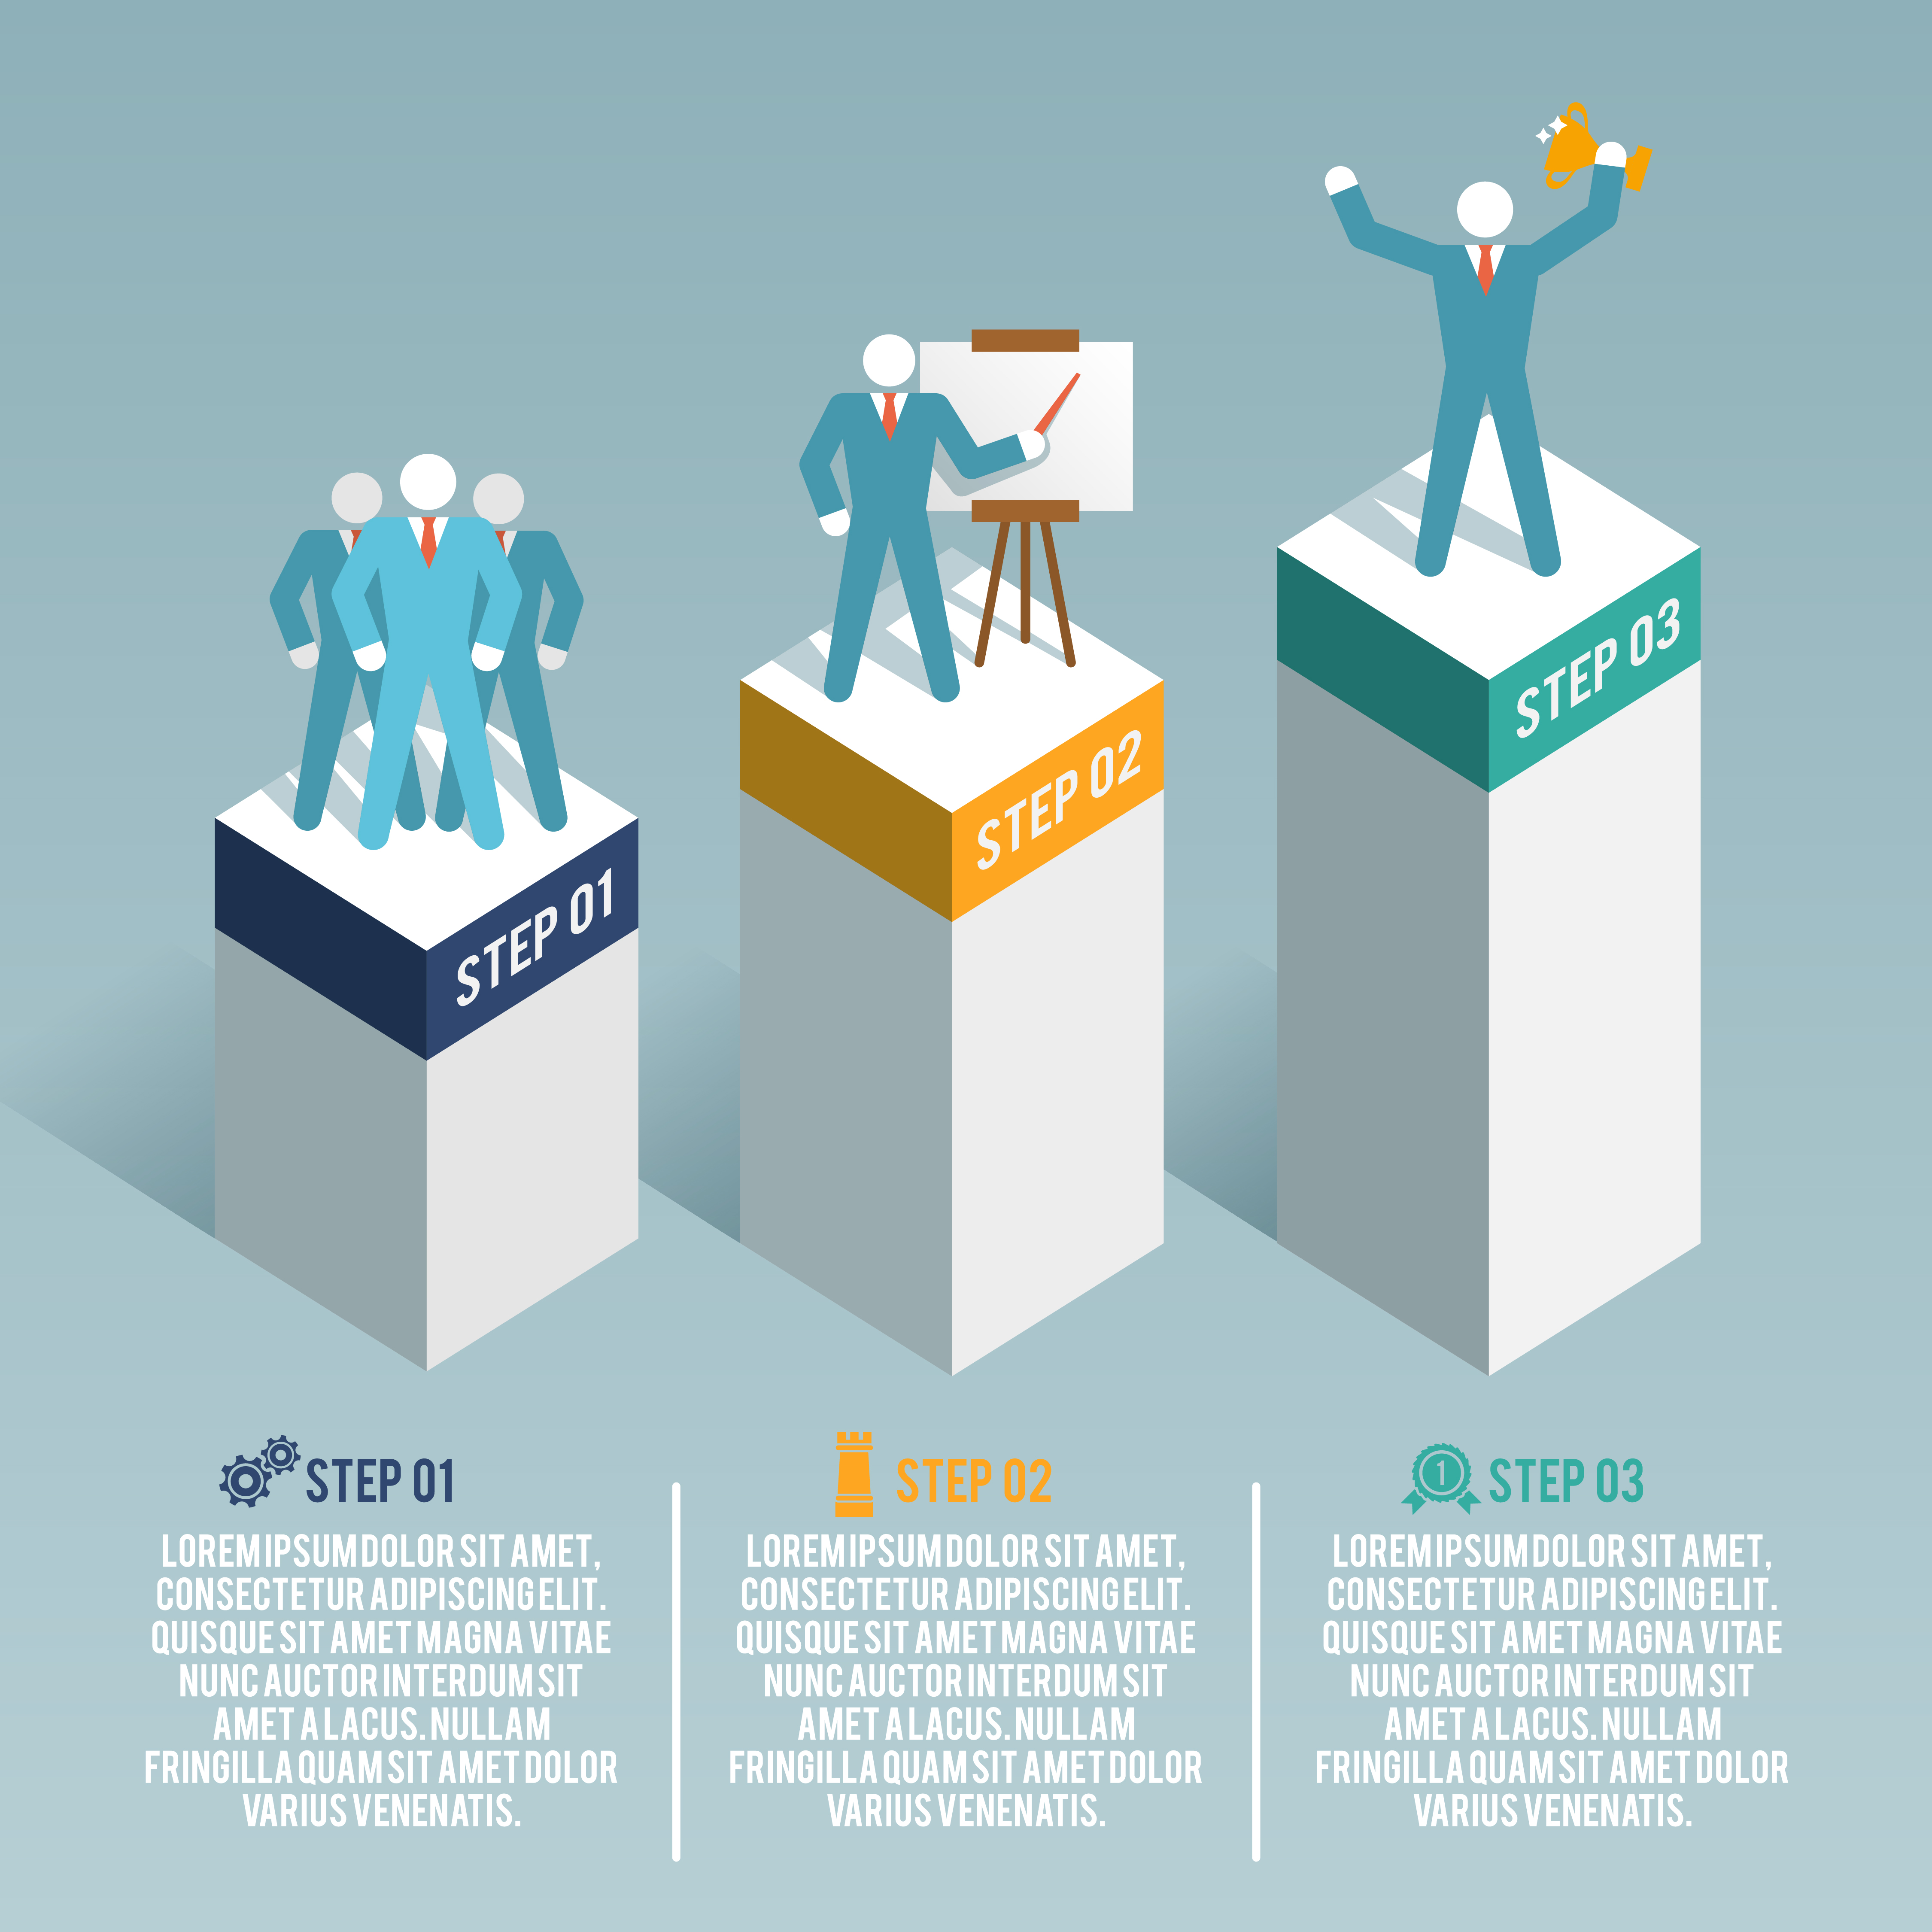 STEP 01
STEP 02
STEP 03
STEP 01
LOREM IPSUM DOLOR SIT AMET,
CONSECTETUR ADIPISCING ELIT.
QUISQUE SIT AMET MAGNA VITAE
NUNC AUCTOR INTERDUM SIT
AMET A LACUS. NULLAM
FRINGILLA QUAM SIT AMET DOLOR
VARIUS VENENATIS.
STEP 02
LOREM IPSUM DOLOR SIT AMET,
CONSECTETUR ADIPISCING ELIT.
QUISQUE SIT AMET MAGNA VITAE
NUNC AUCTOR INTERDUM SIT
AMET A LACUS. NULLAM
FRINGILLA QUAM SIT AMET DOLOR
VARIUS VENENATIS.
1
STEP 03
LOREM IPSUM DOLOR SIT AMET,
CONSECTETUR ADIPISCING ELIT.
QUISQUE SIT AMET MAGNA VITAE
NUNC AUCTOR INTERDUM SIT
AMET A LACUS. NULLAM
FRINGILLA QUAM SIT AMET DOLOR
VARIUS VENENATIS.